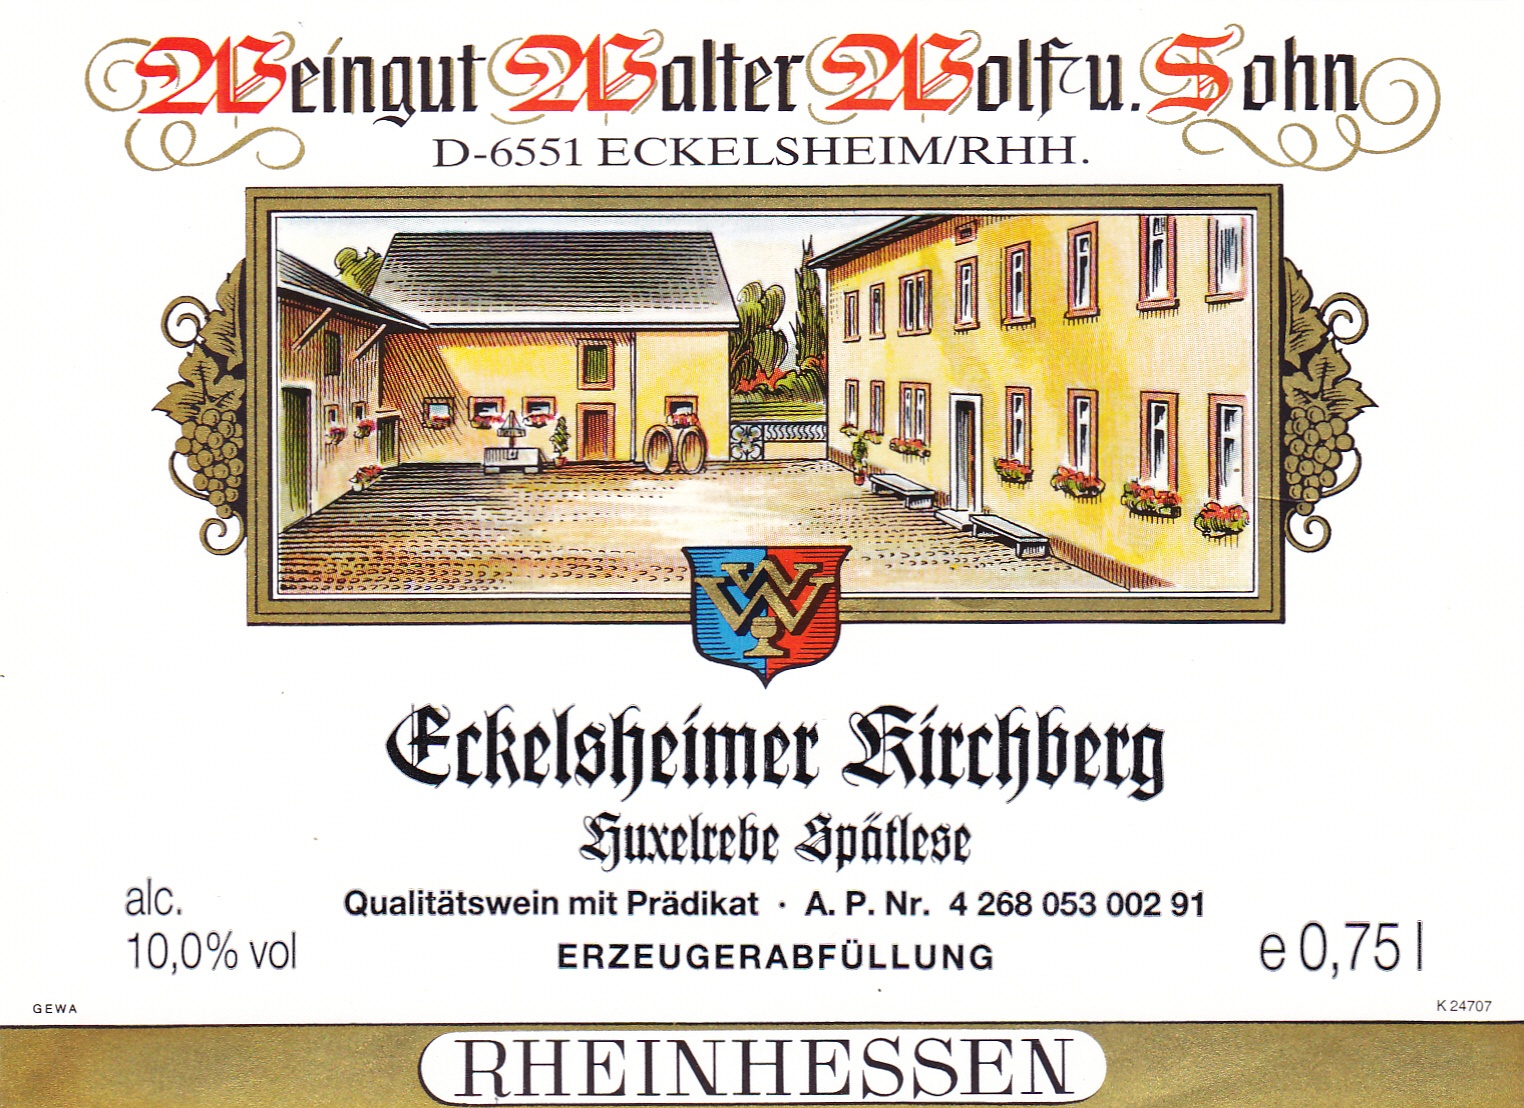 Weingut Walter Wolf u. Sohn
D-6551 ECKELSHEIM/RHH.
W W
Eckelsheimer Kirchberg
Huxelrebe Spätlese
alc.
10,0% vol
Qualitätswein mit Prädikat · A. P. Nr. 4 268 053 002 91
ERZEUGERABFÜLLUNG
e 0,75 l
GEWA
K 24707
RHEINHESSEN